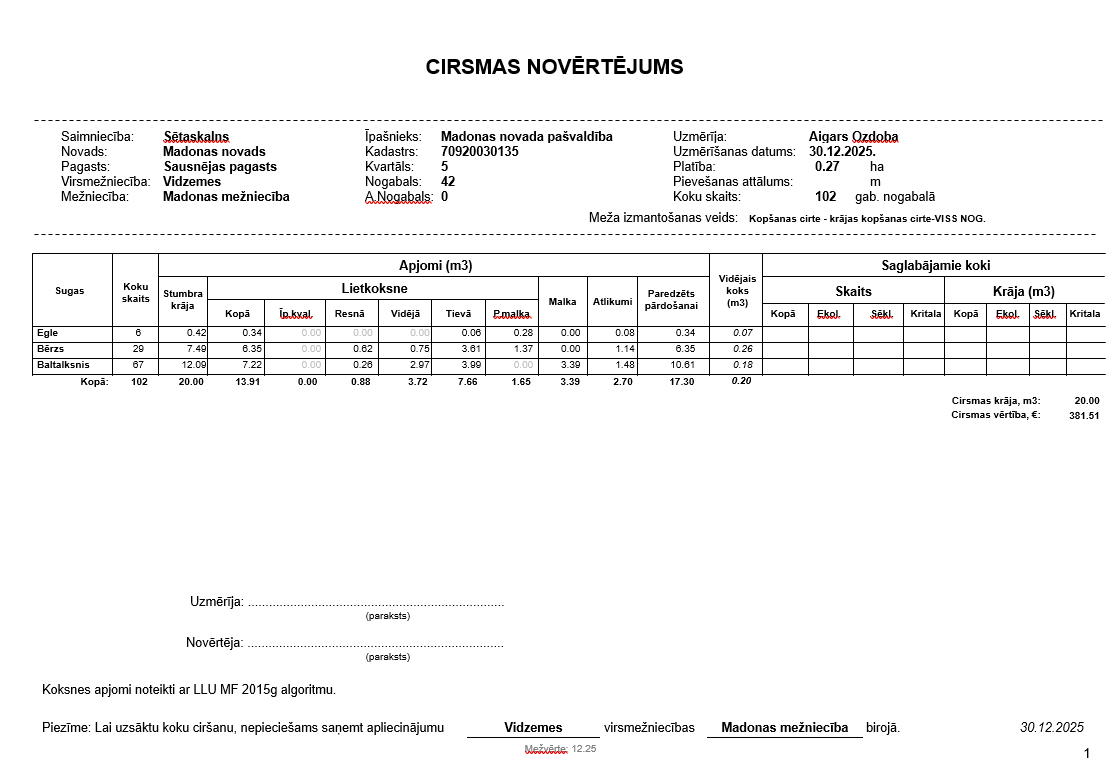 CIRSMAS NOVĒRTĒJUMS
Saimniecība: Sētaskalns Īpašnieks: Madonas novada pašvaldība Uzmērīja: Aigars Ozdoba
Novads: Madonas novads Kadastrs: 70920030135 Uzmērīšanas datums: 30.12.2025.
Pagasts: Sausnējas pagasts Kvartāls: 5 Platība: 0.27 ha
Virsmežniecība: Vidzemes Nogabals: 42 Pievešanas attālums: m
Mežniecība: Madonas mežniecība A.Nogabals: 0 Koku skaits: 102 gab. nogabalā
Meža izmantošanas veids: Kopšanas cirte - krājas kopšanas cirte-VISS NOG.
Sugas Koku skaits Apjomi (m3) Vidējais koks (m3) Saglabājamie koki
Stumbra krāja Lietkoksne Malka Atlikumi Paredzēts pārdošanai Skaits Krāja (m3)
Kopā Īp.kval. Resnā Vidējā Tievā P.malka Kopā Ekol. Sēkl. Kritala Kopā Ekol. Sēkl. Kritala
Egle 6 0.42 0.34 0.00 0.00 0.00 0.06 0.28 0.00 0.08 0.34 0.07
Bērzs 29 7.49 6.35 0.00 0.62 0.75 3.61 1.37 0.00 1.14 6.35 0.26
Baltalksnis 67 12.09 7.22 0.00 0.26 2.97 3.99 0.00 3.39 1.48 10.61 0.18
Kopā: 102 20.00 13.91 0.00 0.88 3.72 7.66 1.65 3.39 2.70 17.30 0.20
Cirsmas krāja, m3: 20.00
Cirsmas vērtība, €: 381.51
Uzmērīja: ........................................................................
(paraksts)
Novērtēja: ........................................................................
(paraksts)
Koksnes apjomi noteikti ar LLU MF 2015g algoritmu.
Piezīme: Lai uzsāktu koku ciršanu, nepieciešams saņemt apliecinājumu Vidzemes virsmežniecības Madonas mežniecība birojā. 30.12.2025
Mežvērte: 12.25
1